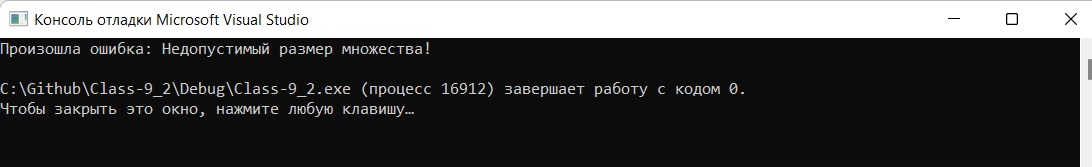 Консоль отладки Microsoft Visual Studio
Произошла ошибка: Недопустимый размер множества!
C:\Github\Class-9_2\Debug\Class-9_2.exe (процесс 16912) завершает работу с кодом 0.
Чтобы закрыть это окно, нажмите любую клавишу…